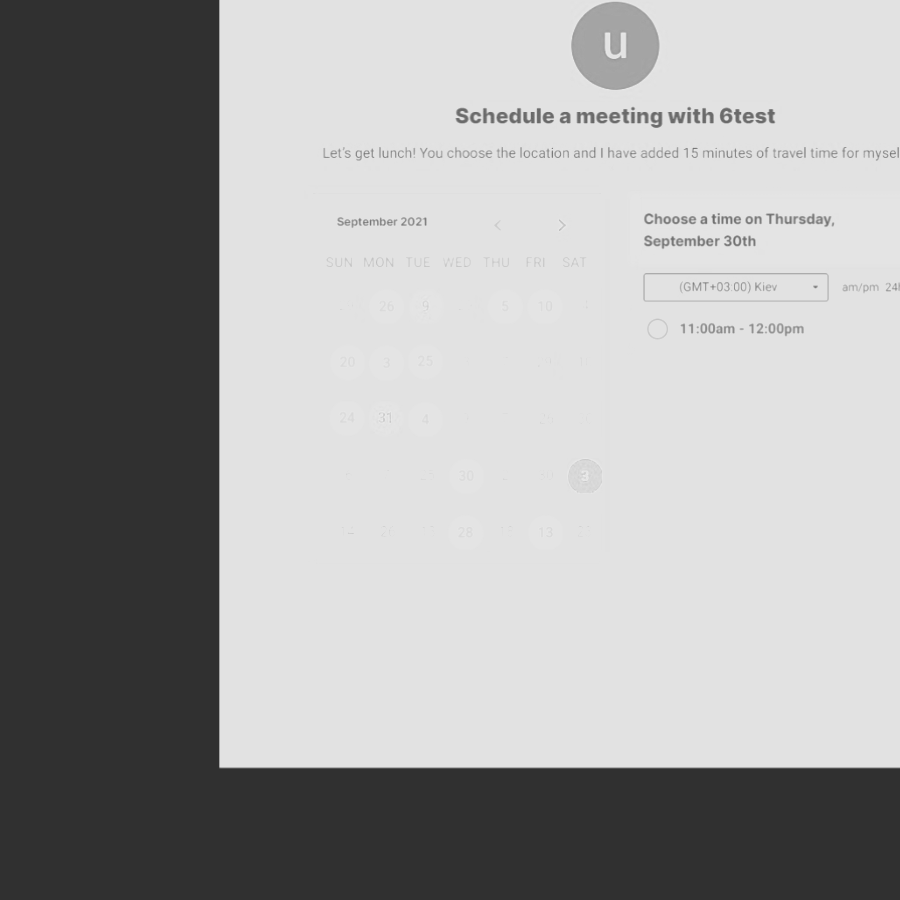 u
Schedule a meeting with 6test
Let's get lunch! You choose the location and I have added 15 minutes of travel time for mysel
September 2021
SUN MON TUE WED THU FRI SAT
26 9 5 10
20 3 25
24 31 4
30 3
28 13
Choose a time on Thursday,
September 30th
(GMT+03:00) Kiev
am/pm 24h
11:00am - 12:00pm